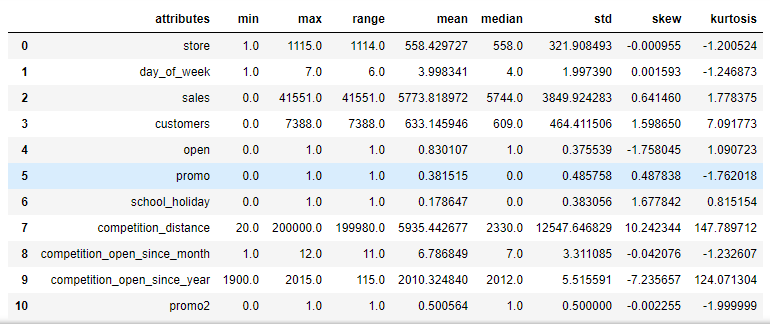 attributes min max range mean median std skew kurtosis
0 store 1.0 1115.0 1114.0 558.429727 558.0 321.908493 -0.000955 -1.200524
1 day_of_week 1.0 7.0 6.0 3.998341 4.0 1.997390 0.001593 -1.246873
2 sales 0.0 41551.0 41551.0 5773.818972 5744.0 3849.924283 0.641460 1.778375
3 customers 0.0 7388.0 7388.0 633.145946 609.0 464.411506 1.598650 7.091773
4 open 0.0 1.0 1.0 0.830107 1.0 0.375539 -1.758045 1.090723
5 promo 0.0 1.0 1.0 0.381515 0.0 0.485758 0.487838 -1.762018
6 school_holiday 0.0 1.0 1.0 0.178647 0.0 0.383056 1.677842 0.815154
7 competition_distance 20.0 200000.0 199980.0 5935.442677 2330.0 12547.646829 10.242344 147.789712
8 competition_open_since_month 1.0 12.0 11.0 6.786849 7.0 3.311085 -0.042076 -1.232607
9 competition_open_since_year 1900.0 2015.0 115.0 2010.324840 2012.0 5.515591 -7.235657 124.071304
10 promo2 0.0 1.0 1.0 0.500564 1.0 0.500000 -0.002255 -1.999999